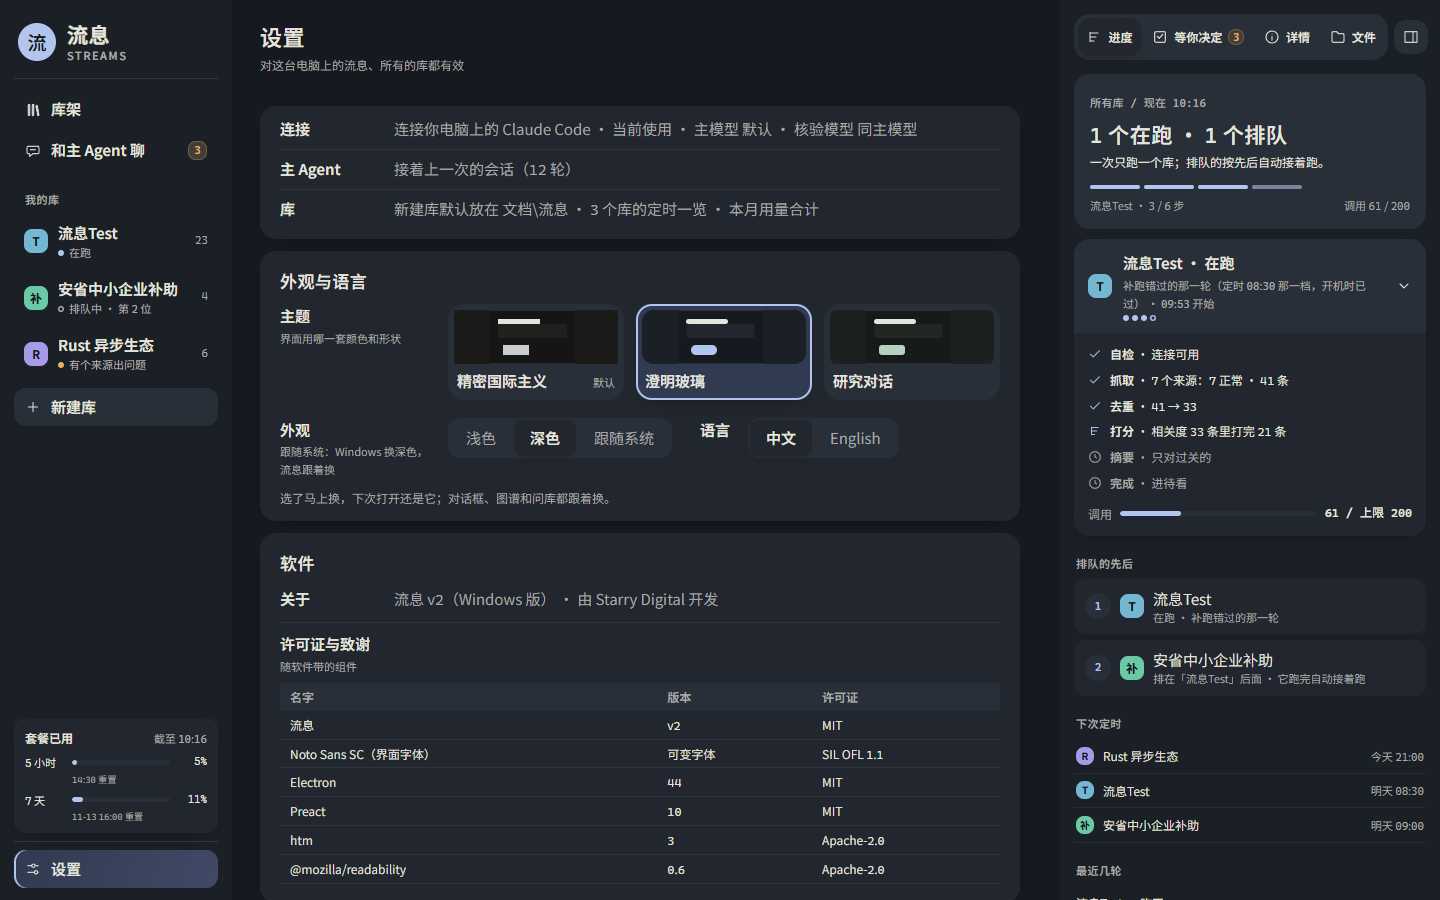 流 流息
STREAMS
库架
和主 Agent 聊 3
我的库
T 流息Test 23
在跑
补 安省中小企业补助 4
排队中 · 第 2 位
R Rust 异步生态 6
有个来源出问题
新建库
套餐已用 截至 10:16
5 小时 5%
14:30 重置
7 天 11%
11-13 16:00 重置
设置
设置
对这台电脑上的流息、所有的库都有效
连接 连接你电脑上的 Claude Code · 当前使用 · 主模型 默认 · 核验模型 同主模型
主 Agent 接着上一次的会话（12 轮）
库 新建库默认放在 文档\流息 · 3 个库的定时一览 · 本月用量合计
外观与语言
主题
界面用哪一套颜色和形状
精密国际主义 默认
澄明玻璃
研究对话
外观
跟随系统：Windows 换深色，
流息跟着换
浅色 深色 跟随系统
语言 中文 English
选了马上换，下次打开还是它；对话框、图谱和问库都跟着换。
软件
关于 流息 v2（Windows 版） · 由 Starry Digital 开发
许可证与致谢
随软件带的组件
名字 版本 许可证
流息 v2 MIT
Noto Sans SC（界面字体） 可变字体 SIL OFL 1.1
Electron 44 MIT
Preact 10 MIT
htm 3 Apache-2.0
@mozilla/readability 0.6 Apache-2.0
进度 等你决定 3 详情 文件
所有库 / 现在 10:16
1 个在跑 · 1 个排队
一次只跑一个库；排队的按先后自动接着跑。
流息Test · 3 / 6 步 调用 61 / 200
T 流息Test · 在跑
补跑错过的那一轮（定时 08:30 那一档，开机时已
过） · 09:53 开始
自检 · 连接可用
抓取 · 7 个来源：7 正常 · 41 条
去重 · 41 → 33
打分 · 相关度 33 条里打完 21 条
摘要 · 只对过关的
完成 · 进待看
调用 61 / 上限 200
排队的先后
1 T 流息Test
在跑 · 补跑错过的那一轮
2 补 安省中小企业补助
排在「流息Test」后面 · 它跑完自动接着跑
下次定时
R Rust 异步生态 今天 21:00
T 流息Test 明天 08:30
补 安省中小企业补助 明天 09:00
最近几轮